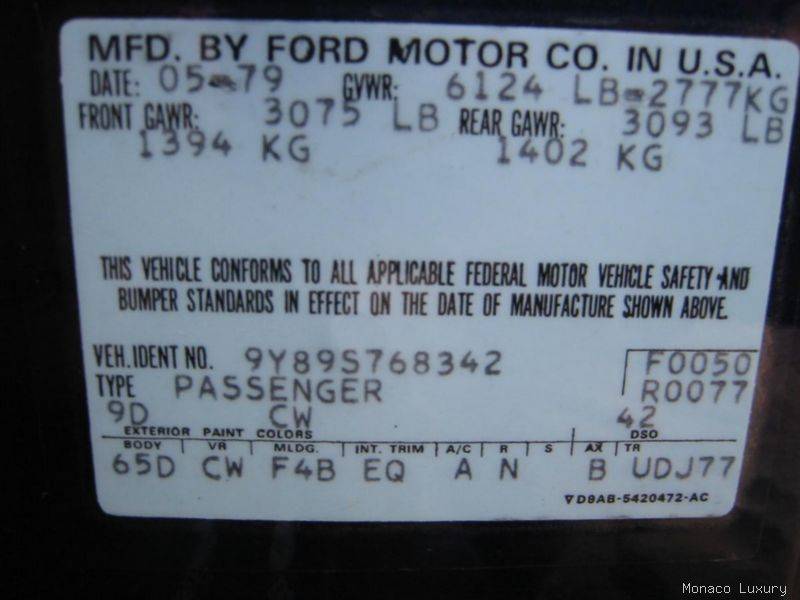 MFD. BY FORD MOTOR CO. IN U.S.A.
DATE: 05-79 GVWR: 6124 LB-2777KG
FRONT GAWR: 3075 LB REAR GAWR: 3093 LB
1394 KG 1402 KG
THIS VEHICLE CONFORMS TO ALL APPLICABLE FEDERAL MOTOR VEHICLE SAFETY AND
BUMPER STANDARDS IN EFFECT ON THE DATE OF MANUFACTURE SHOWN ABOVE.
VEH. IDENT NO. 9Y89S768342 F0050
TYPE PASSENGER R0077
9D CW 42
EXTERIOR PAINT COLORS DSO
BODY VR MLDG. INT. TRIM A/C R S AX TR
65D CW F4B EQ A N B UDJ77
▽D9AB-5420472-AC
Monaco Luxury